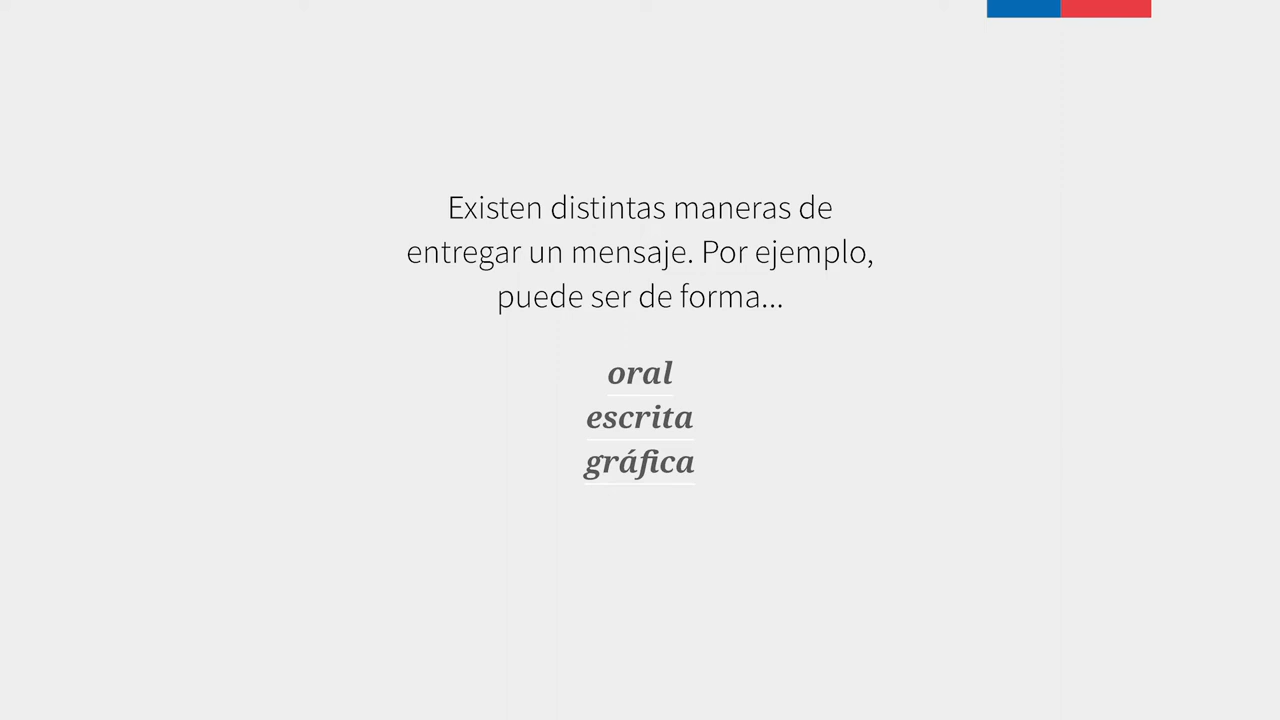 Existen distintas maneras de
entregar un mensaje. Por ejemplo,
puede ser de forma...
oral
escrita
gráfica